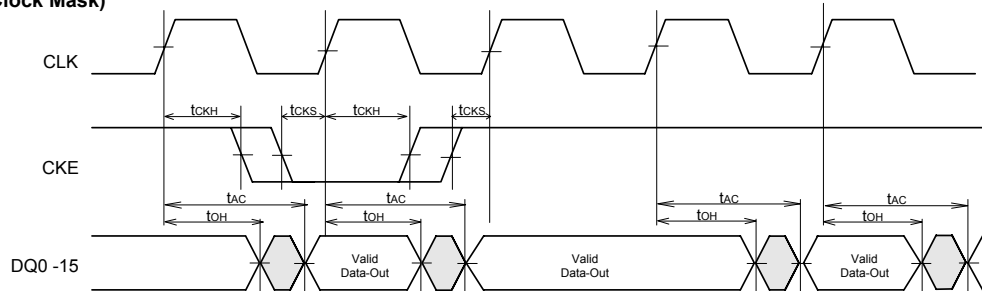 Clock Mask)
CLK
tCKH tCKS tCKH tCKS
CKE
tAC tAC tAC tAC
tOH tOH tOH tOH
DQ0 -15
Valid Data-Out Valid Data-Out Valid Data-Out